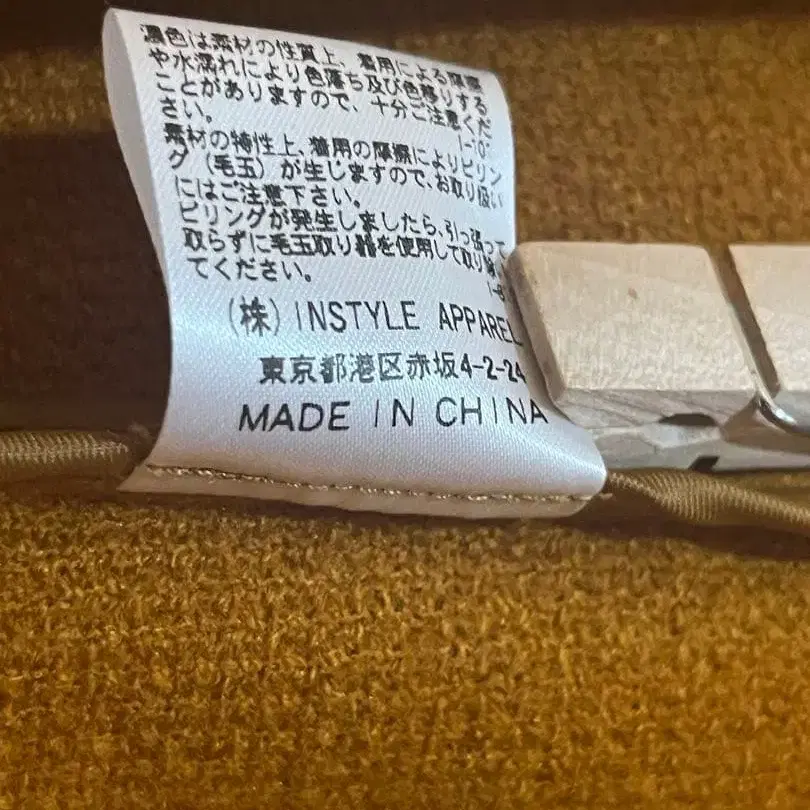 濃色は素材の性質上、着用による摩擦
や水濡れにより色落ち及び色移りする
ことがありますので、十分ご注意くだ
さい。
1-10
素材の特性上、着用の摩擦によりピリン
グ（毛玉）が生じますので、お取り扱い
にはご注意下さい。
ピリングが発生しましたら、引っ張って
取らずに毛玉取り器を使用して取り除い
てください。
(株) INSTYLE APPAREL
東京都港区赤坂4-2-24
MADE IN CHINA